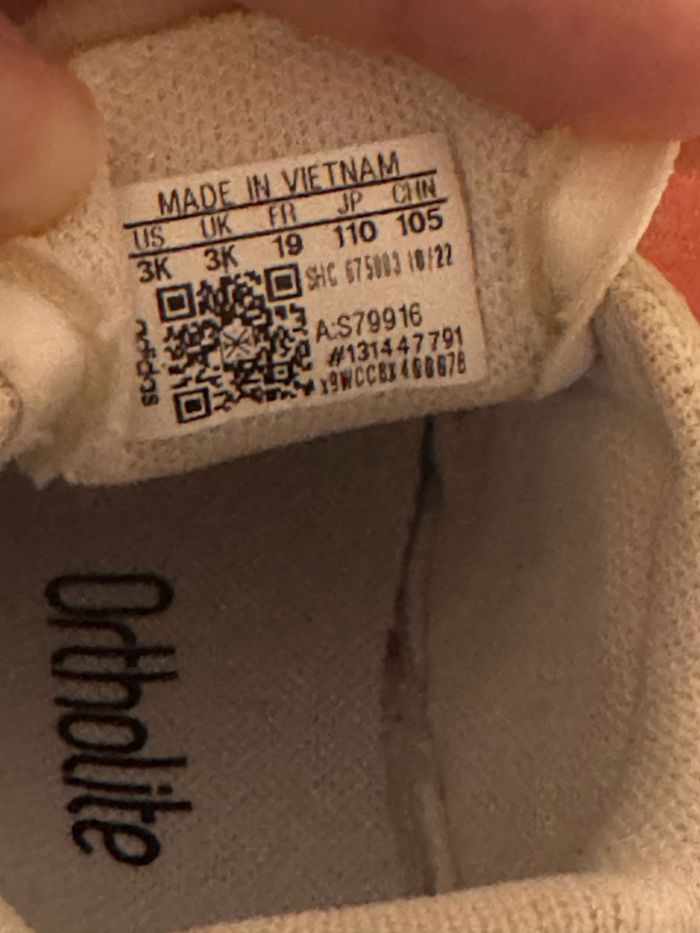 MADE IN VIETNAM
US UK FR JP CHN
3K 3K 19 110 105
SHC 675003 10/22
A:S79916
#131447791
adidas
Ortholite